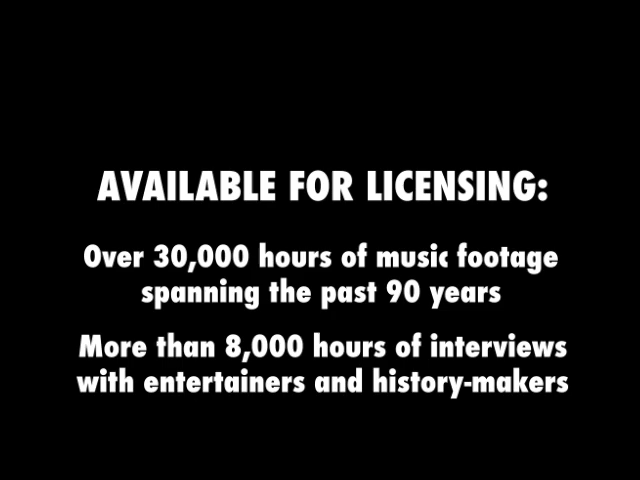 AVAILABLE FOR LICENSING:
Over 30,000 hours of music footage
spanning the past 90 years
More than 8,000 hours of interviews
with entertainers and history-makers